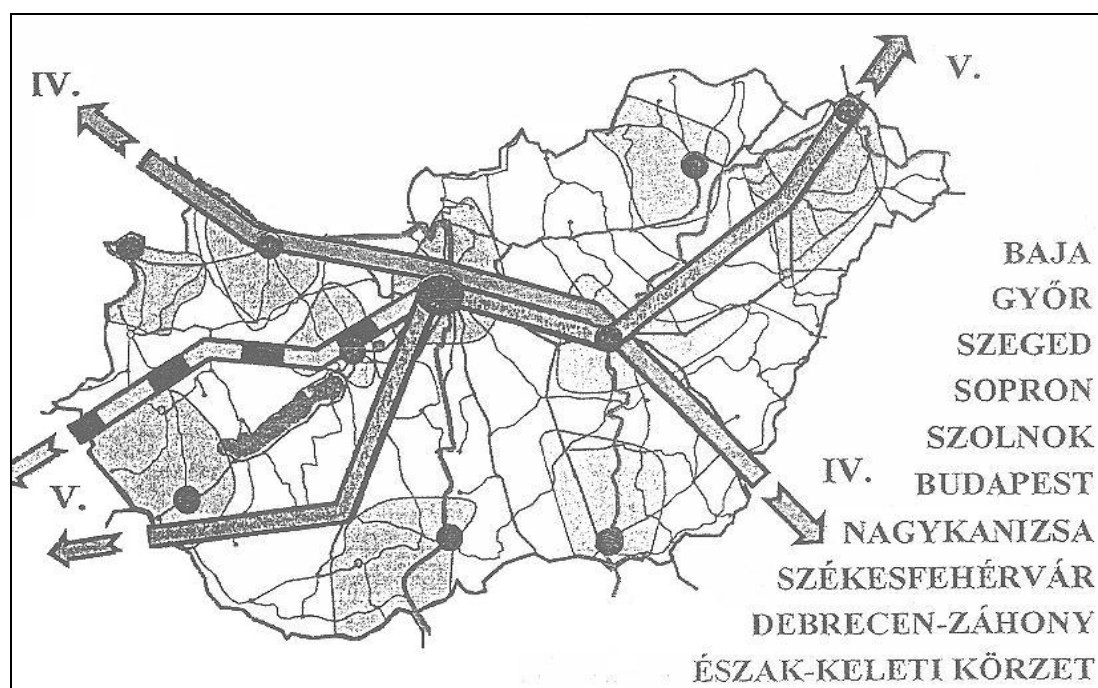 IV.
V.
BAJA
GYŐR
SZEGED
SOPRON
SZOLNOK
BUDAPEST
IV.
V.
NAGYKANIZSA
SZÉKESFEHÉRVÁR
DEBRECEN-ZÁHONY
ÉSZAK-KELETI KÖRZET